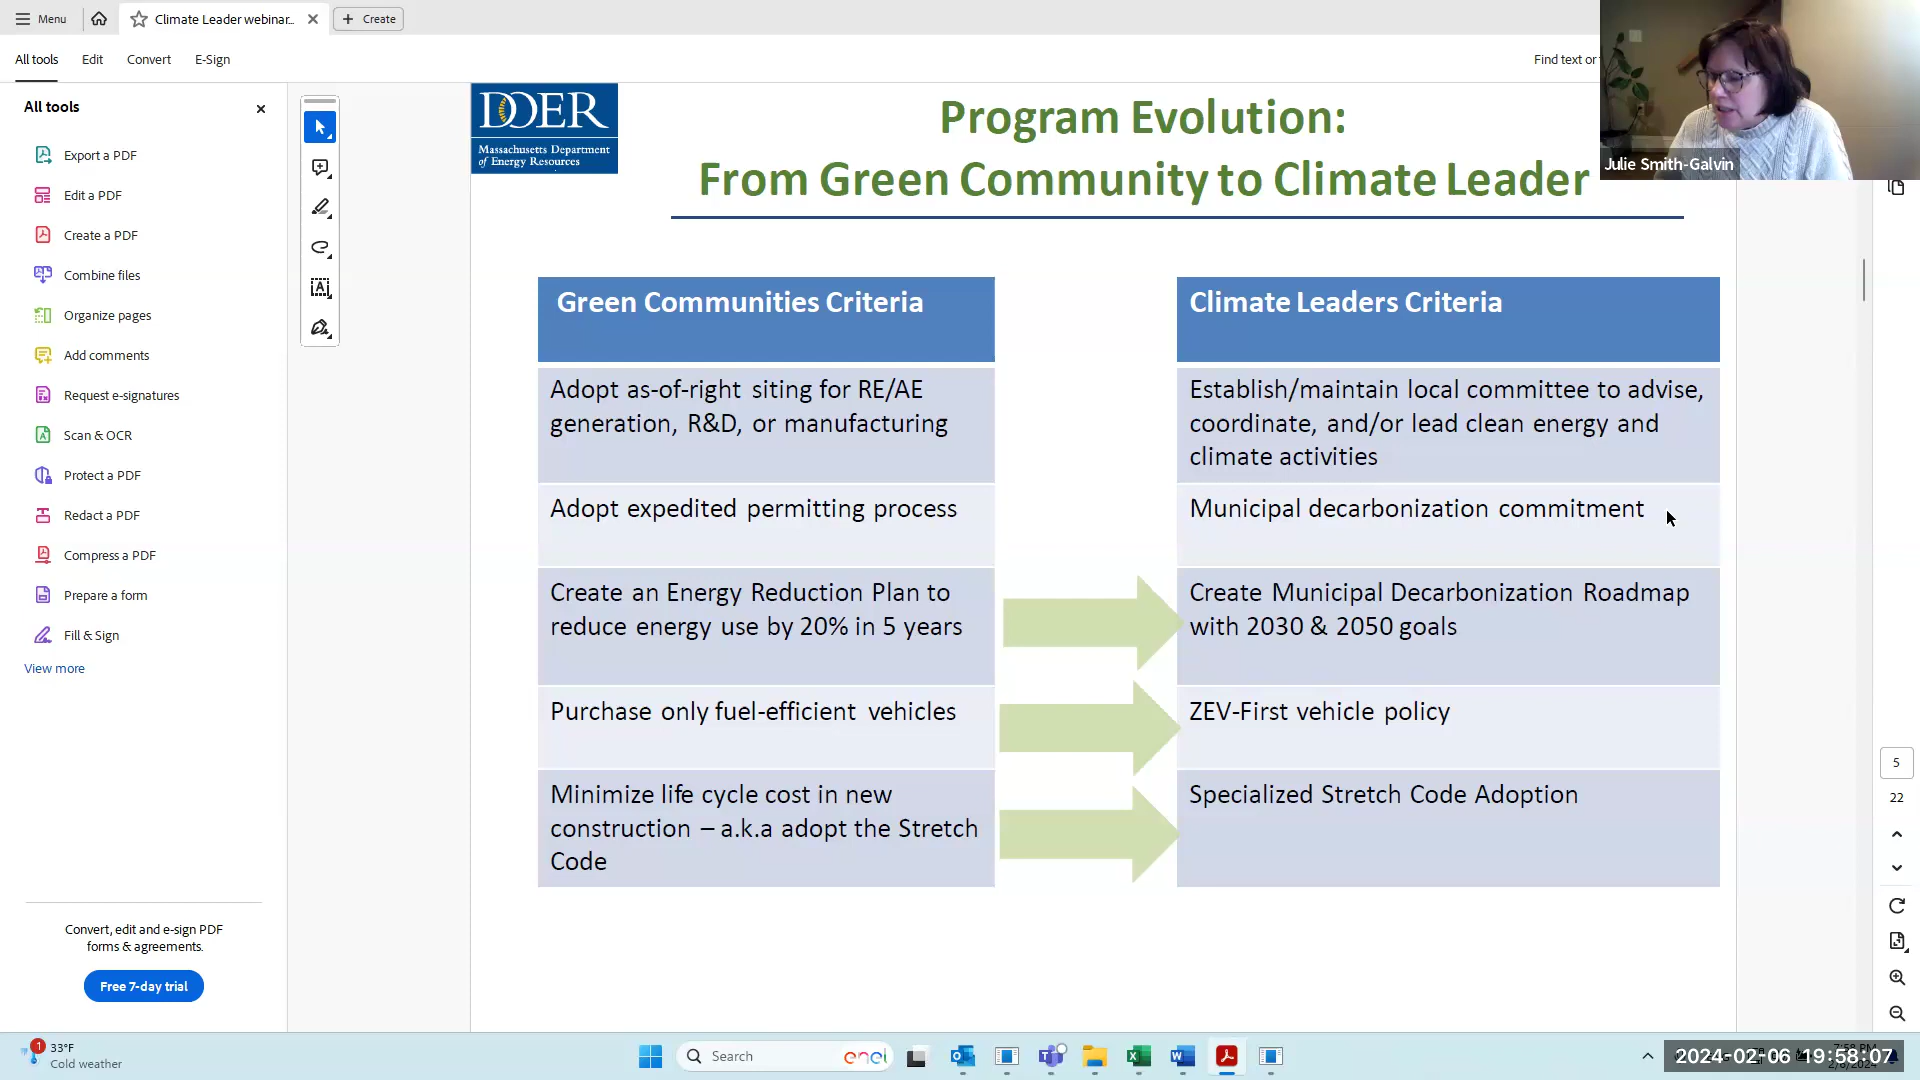 Menu
Climate Leader webinar...
Create
All tools
Edit
Convert
E-Sign
Find text or
All tools
Export a PDF
Edit a PDF
Create a PDF
Combine files
Organize pages
Add comments
Request e-signatures
Scan & OCR
Protect a PDF
Redact a PDF
Compress a PDF
Prepare a form
Fill & Sign
View more
Convert, edit and e-sign PDF
forms & agreements.
Free 7-day trial
DOER
Massachusetts Department
of Energy Resources
Program Evolution:
From Green Community to Climate Leader
Julie Smith-Galvin
Green Communities Criteria
Adopt as-of-right siting for RE/AE
generation, R&D, or manufacturing
Adopt expedited permitting process
Create an Energy Reduction Plan to
reduce energy use by 20% in 5 years
Purchase only fuel-efficient vehicles
Minimize life cycle cost in new
construction – a.k.a adopt the Stretch
Code
Climate Leaders Criteria
Establish/maintain local committee to advise,
coordinate, and/or lead clean energy and
climate activities
Municipal decarbonization commitment
Create Municipal Decarbonization Roadmap
with 2030 & 2050 goals
ZEV-First vehicle policy
Specialized Stretch Code Adoption
5
22
1
33°F
Cold weather
Search
enel
2024-02-06 19:58:07